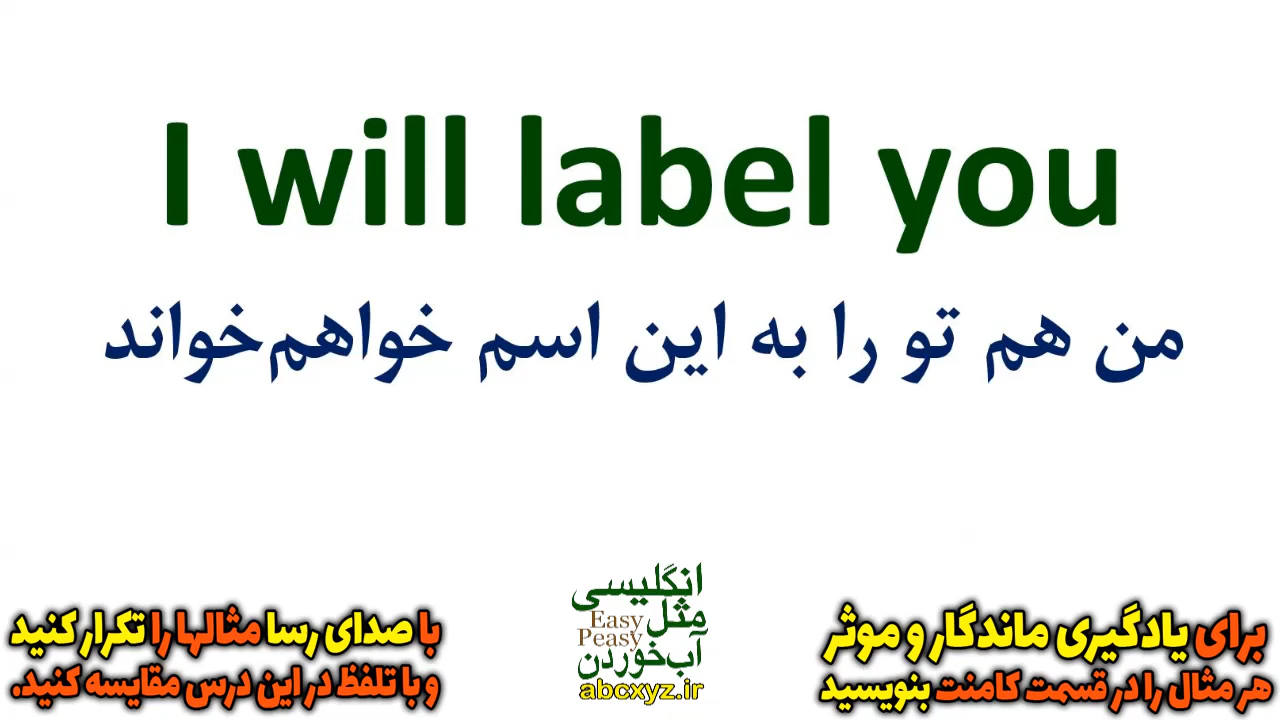 I will label you
من هم تو را به این اسم خواهم‌خواند
برای یادگیری ماندگار و موثر
هر مثال را در قسمت کامنت بنویسید
انگلیسی
مثل
Easy
Peasy
آب‌خوردن
abcxyz.ir
با صدای رسا مثالها را تکرار کنید
و با تلفظ در این درس مقایسه کنید.